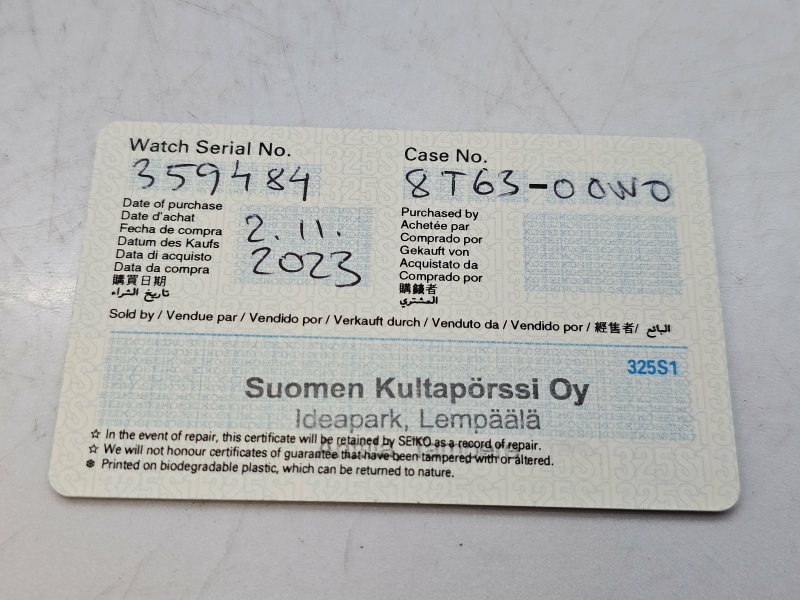 Watch Serial No.
359484
Case No.
8T63-00W0
Date of purchase
Date d'achat
Fecha de compra
Datum des Kaufs
Data di acquisto
Data da compra
購買日期
تاريخ الشراء
2.11.
2023
Purchased by
Achetée par
Comprado por
Gekauft von
Acquistato da
Comprado por
購錶者
المشتري
Sold by / Vendue par / Vendido por / Verkauft durch / Venduto da / Vendido por / 經售者 / البائع
325S1
Suomen Kultapörssi Oy
Ideapark, Lempäälä
☆ In the event of repair, this certificate will be retained by SEIKO as a record of repair.
☆ We will not honour certificates of guarantee that have been tampered with or altered.
❄ Printed on biodegradable plastic, which can be returned to nature.